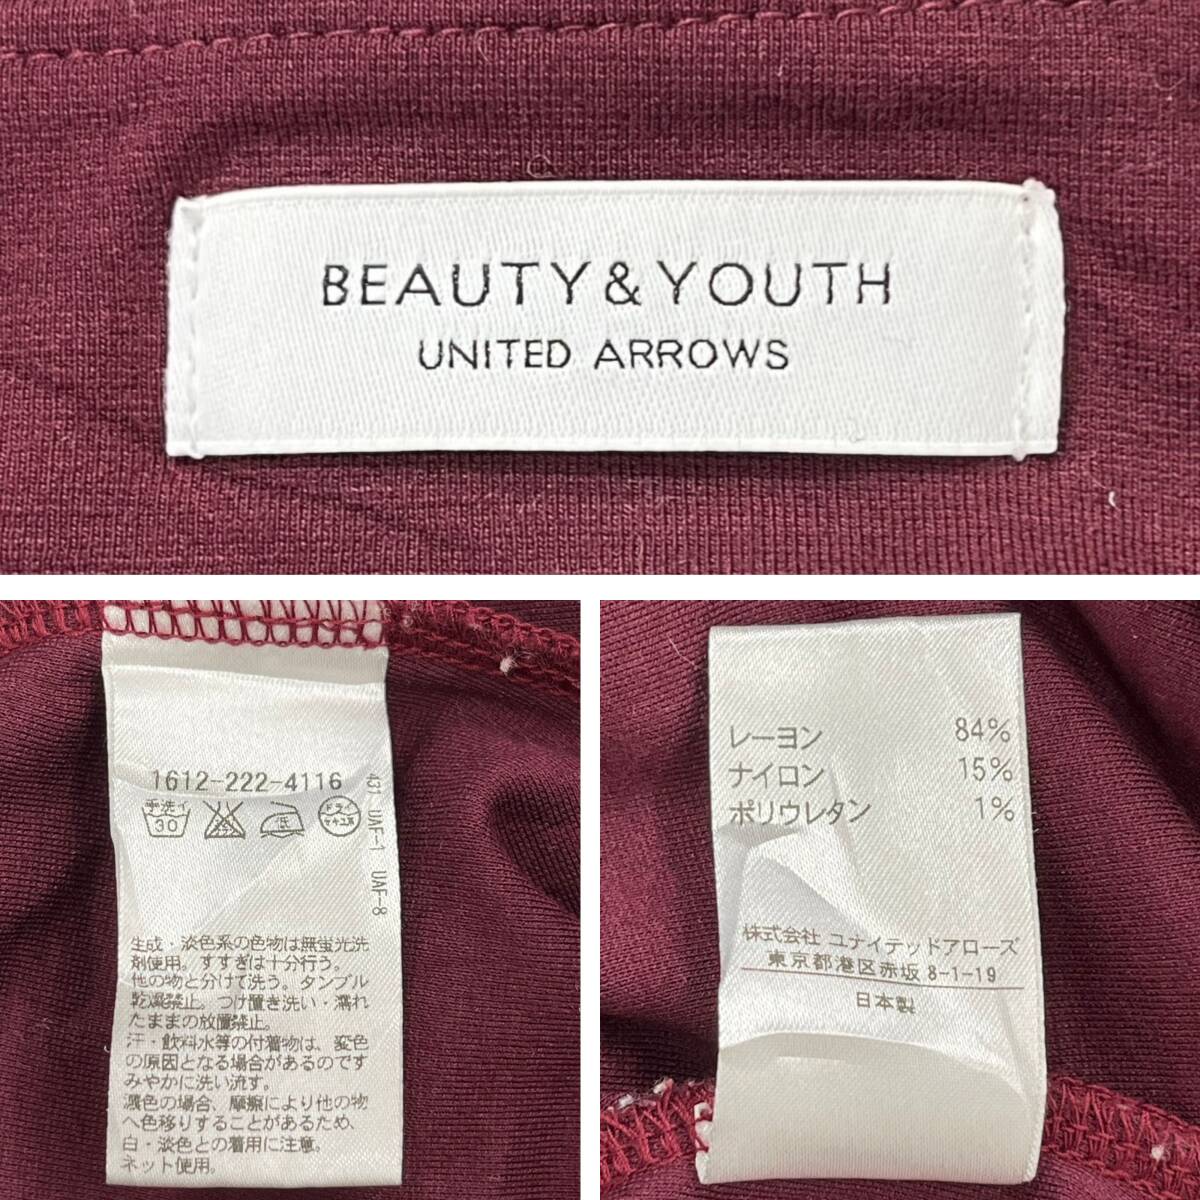 BEAUTY&YOUTH
UNITED ARROWS
1612-222-4116
手洗イ
30
エンソサラシ
低
ドライ
セキユ系
431 UAF-1 UAF-8
生成・淡色系の色物は無蛍光洗
剤使用。すすぎは十分行う。
他の物と分けて洗う。タンブル
乾燥禁止。つけ置き洗い・濡れ
たままの放置禁止。
汗・飲料水等の付着物は、変色
の原因となる場合があるのです
みやかに洗い流す。
濃色の場合、摩擦により他の物
へ色移りすることがあるため、
白・淡色との着用に注意。
ネット使用。
レーヨン 84%
ナイロン 15%
ポリウレタン 1%
株式会社 ユナイテッドアローズ
東京都港区赤坂 8-1-19
日本製